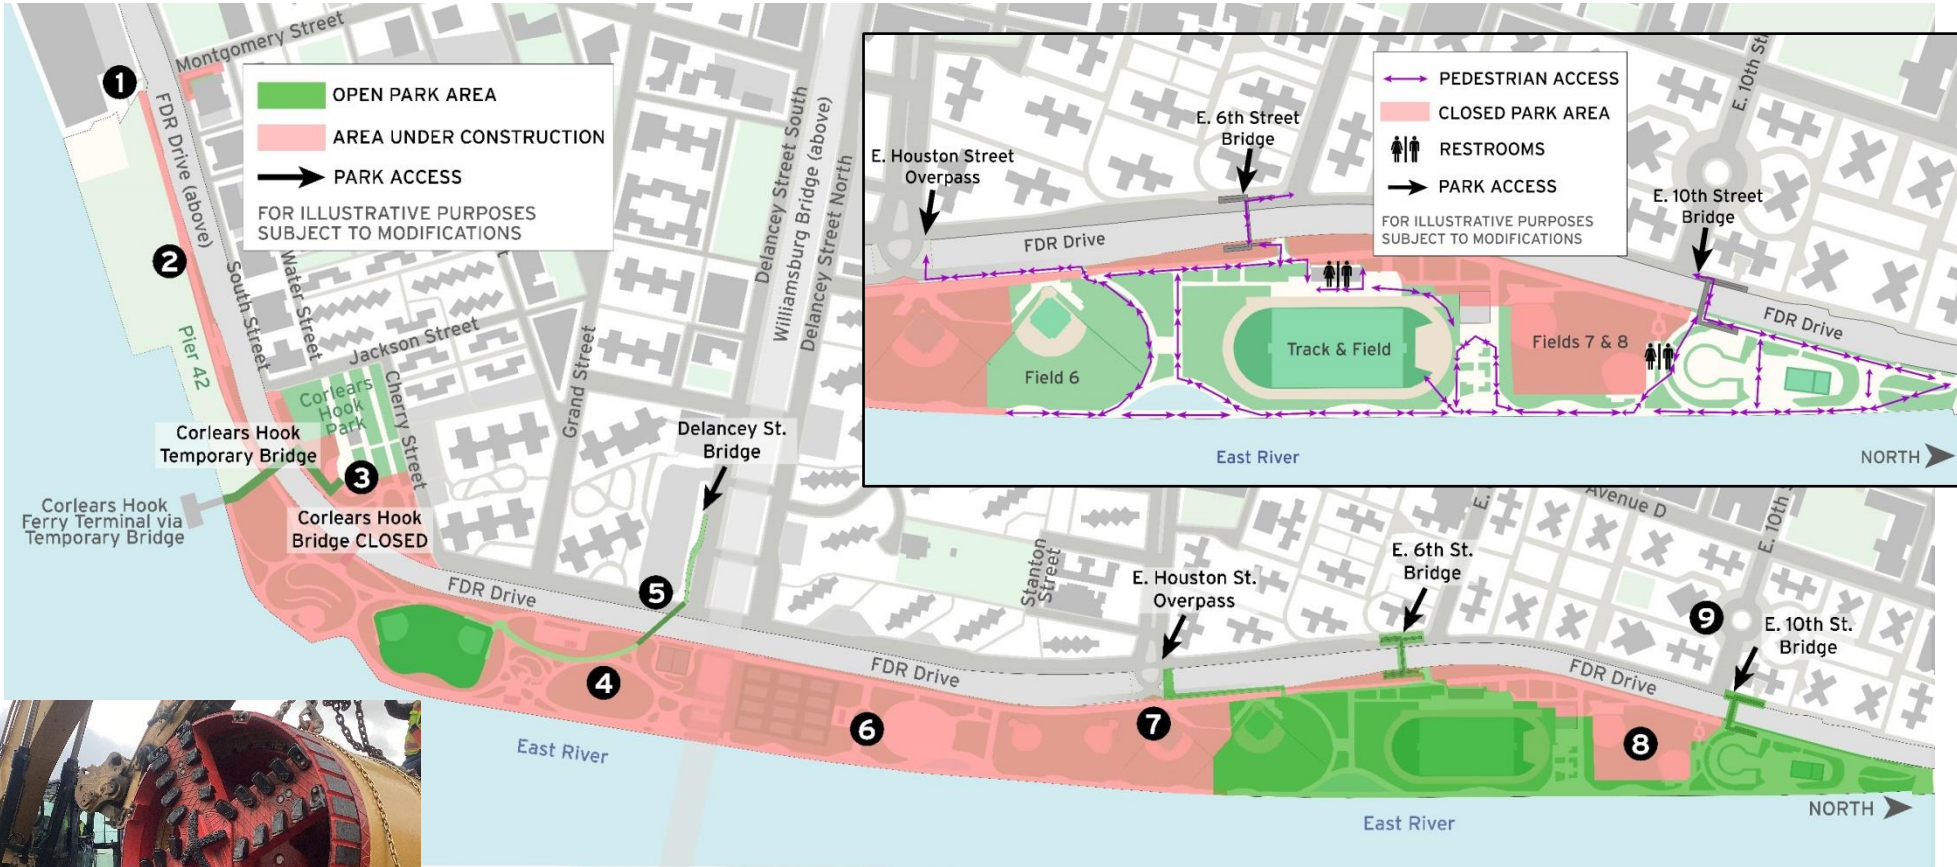 Montgomery Street
1
OPEN PARK AREA
AREA UNDER CONSTRUCTION
PARK ACCESS
FOR ILLUSTRATIVE PURPOSES
SUBJECT TO MODIFICATIONS
FDR Drive (above)
2
South Street
Water Street
Pier 42
Jackson Street
Corlears
Hook
Park
Cherry Street
Grand Street
Delancey Street South
Williamsburg Bridge (above)
Delancey Street North
Corlears Hook
Temporary Bridge
3
Corlears Hook
Ferry Terminal via
Temporary Bridge
Corlears Hook
Bridge CLOSED
Delancey St.
Bridge
FDR Drive
5
4
East River
6
FDR Drive
Stanton
Street
E. Houston St.
Overpass
7
E. 6th St.
Bridge
E.
Avenue D
E. 10th
9
E. 10th St.
Bridge
FDR Drive
8
East River
NORTH
PEDESTRIAN ACCESS
CLOSED PARK AREA
RESTROOMS
PARK ACCESS
FOR ILLUSTRATIVE PURPOSES
SUBJECT TO MODIFICATIONS
E. 10th St
E. Houston Street
Overpass
E. 6th Street
Bridge
E. 10th Street
Bridge
FDR Drive
FDR Drive
Field 6
Track & Field
Fields 7 & 8
East River
NORTH